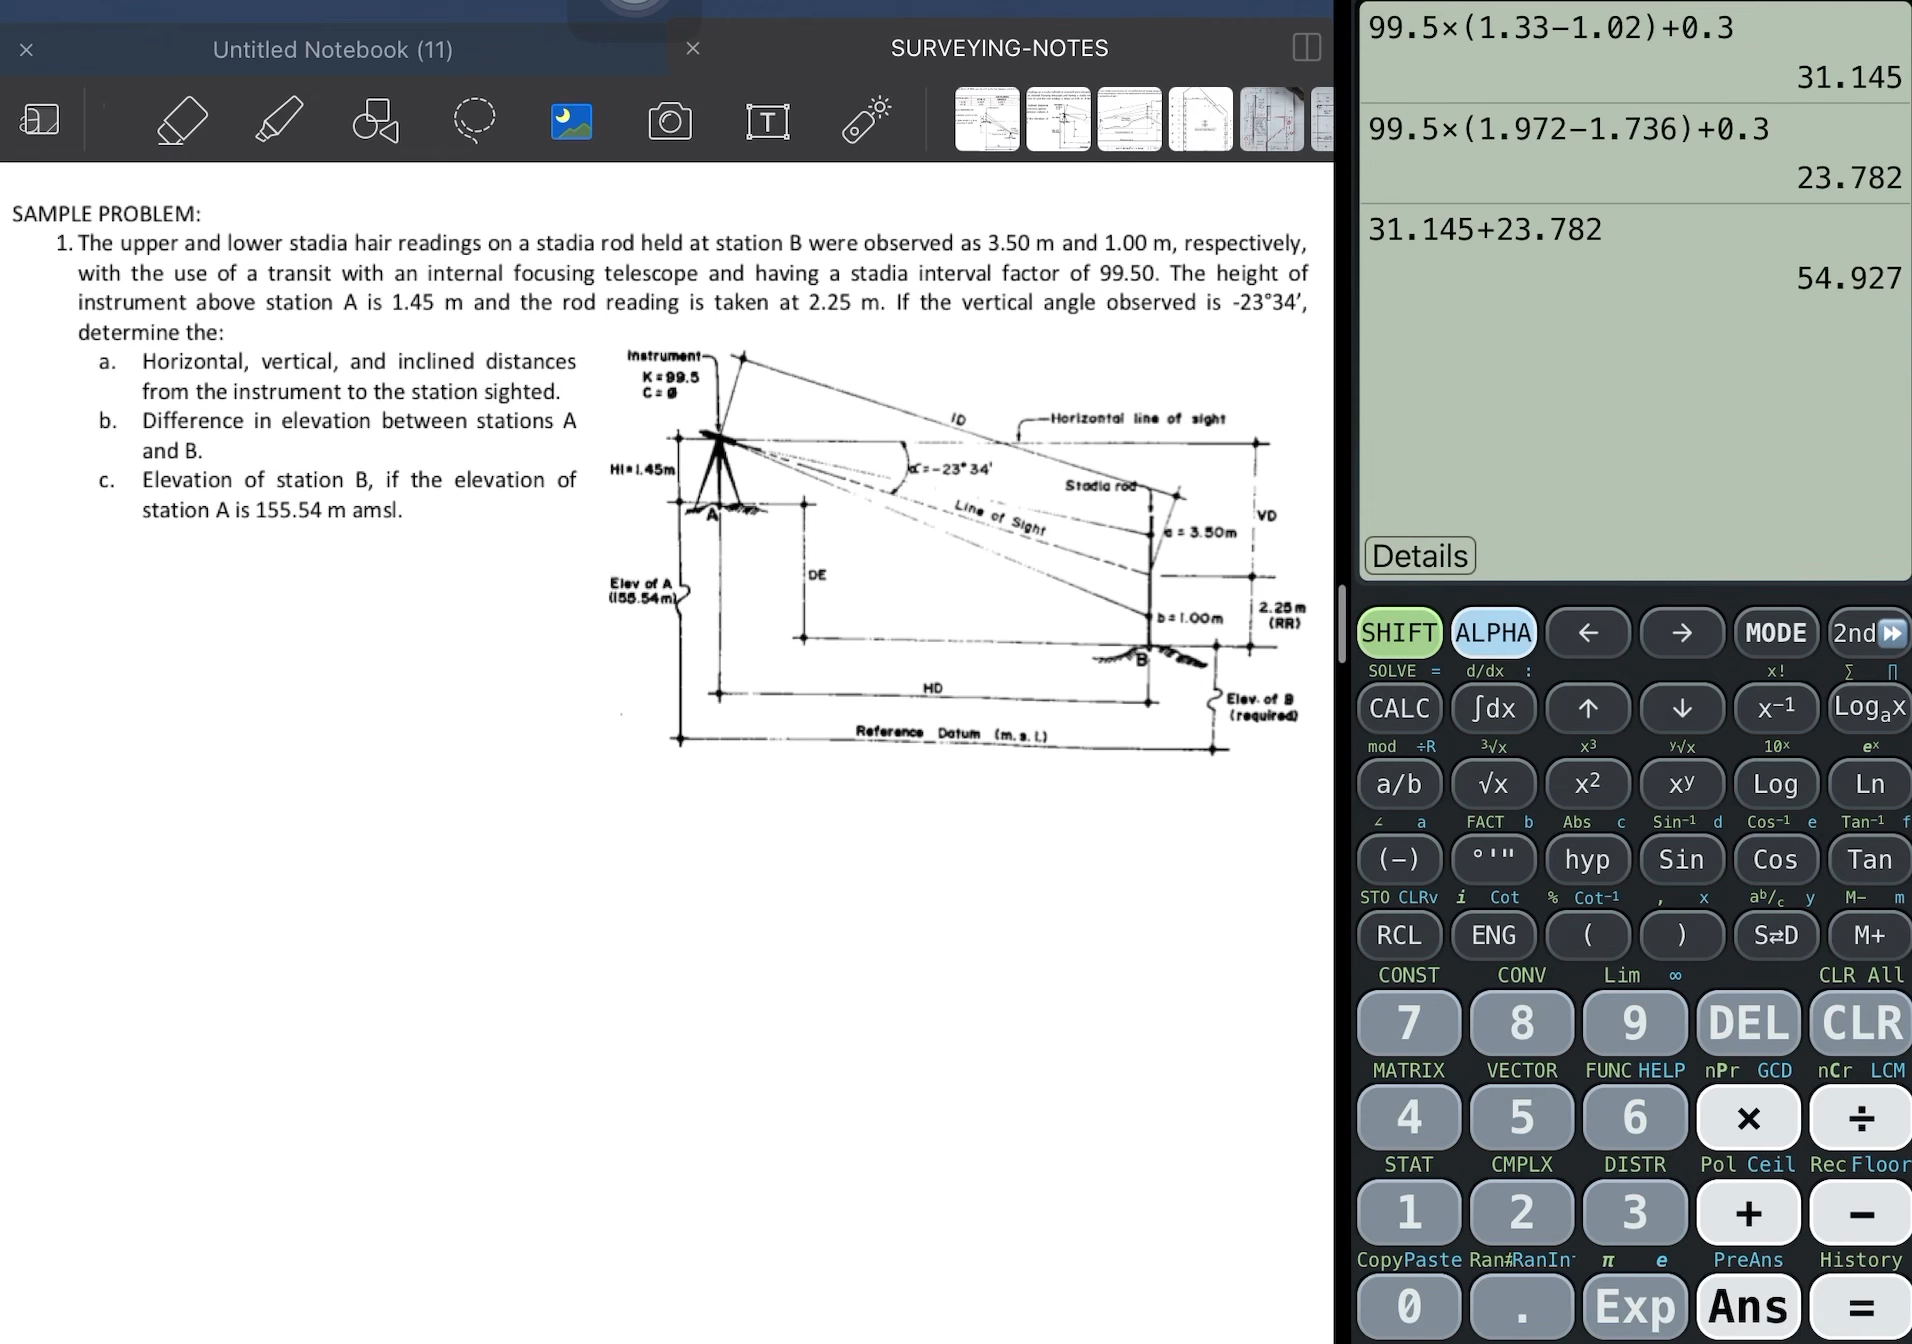 Untitled Notebook (11)
SURVEYING-NOTES
SAMPLE PROBLEM:
1. The upper and lower stadia hair readings on a stadia rod held at station B were observed as 3.50 m and 1.00 m, respectively,
with the use of a transit with an internal focusing telescope and having a stadia interval factor of 99.50. The height of
instrument above station A is 1.45 m and the rod reading is taken at 2.25 m. If the vertical angle observed is -23°34′,
determine the:
a. Horizontal, vertical, and inclined distances
from the instrument to the station sighted.
b. Difference in elevation between stations A
and B.
c. Elevation of station B, if the elevation of
station A is 155.54 m amsl.
Instrument
K = 99.5
C = 0
ID
Horizontal line of sight
HI = 1.45m
α = -23° 34'
Stadia rod
Line of Sight
VD
a = 3.50m
A
DE
Elev of A
(155.54m)
2.25 m
(RR)
b = 1.00m
B
HD
Elev. of B
(required)
Reference Datum (m.s.l.)
99.5×(1.33−1.02)+0.3
31.145
99.5×(1.972−1.736)+0.3
23.782
31.145+23.782
54.927
Details
SHIFT ALPHA ← → MODE 2nd
SOLVE = d/dx : x! ∑ ∏
CALC ∫dx ↑ ↓ x⁻¹ Logₐx
mod ÷R ³√x x³ ʸ√x 10ˣ eˣ
a/b √x x² xʸ Log Ln
∠ a FACT b Abs c Sin⁻¹ d Cos⁻¹ e Tan⁻¹ f
(−) °'" hyp Sin Cos Tan
STO CLRv i Cot % Cot⁻¹ , x aᵇ/c y M− m
RCL ENG ( ) S⇄D M+
CONST CONV Lim ∞ CLR All
7 8 9 DEL CLR
MATRIX VECTOR FUNC HELP nPr GCD nCr LCM
4 5 6 × ÷
STAT CMPLX DISTR Pol Ceil Rec Floor
1 2 3 + −
Copy Paste Ran# RanIn π e PreAns History
0 . Exp Ans =